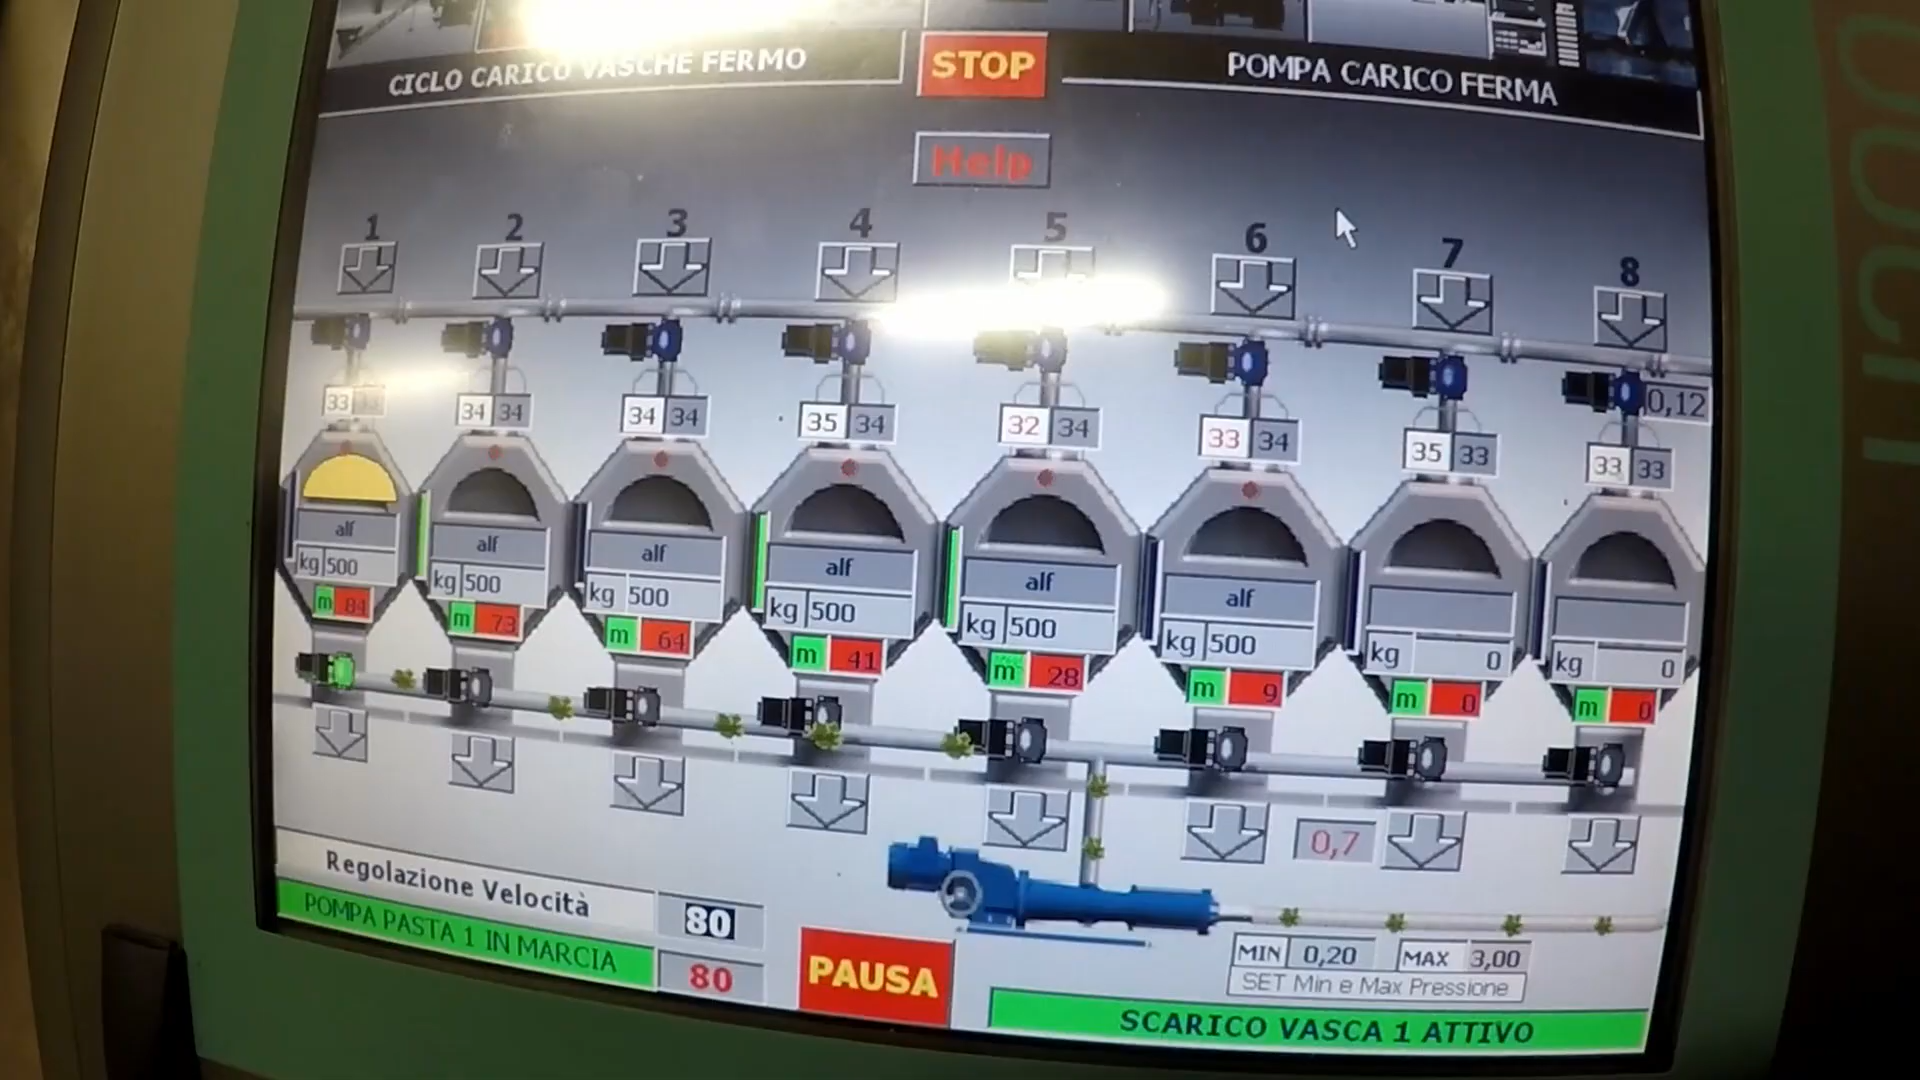 CICLO CARICO VASCHE FERMO
STOP
POMPA CARICO FERMA
Help
1 2 3 4 5 6 7 8
0,12
33 33 34 34 34 34 35 34 32 34 33 34 35 33 33 33
alf alf alf alf alf alf
kg 500 kg 500 kg 500 kg 500 kg 500 kg 500 kg 0 kg 0
m 84 m 73 m 64 m 41 m 28 m 9 m 0 m 0
0,7
Regolazione Velocità 80
POMPA PASTA 1 IN MARCIA 80
PAUSA
MIN 0,20 MAX 3,00
SET Min e Max Pressione
SCARICO VASCA 1 ATTIVO